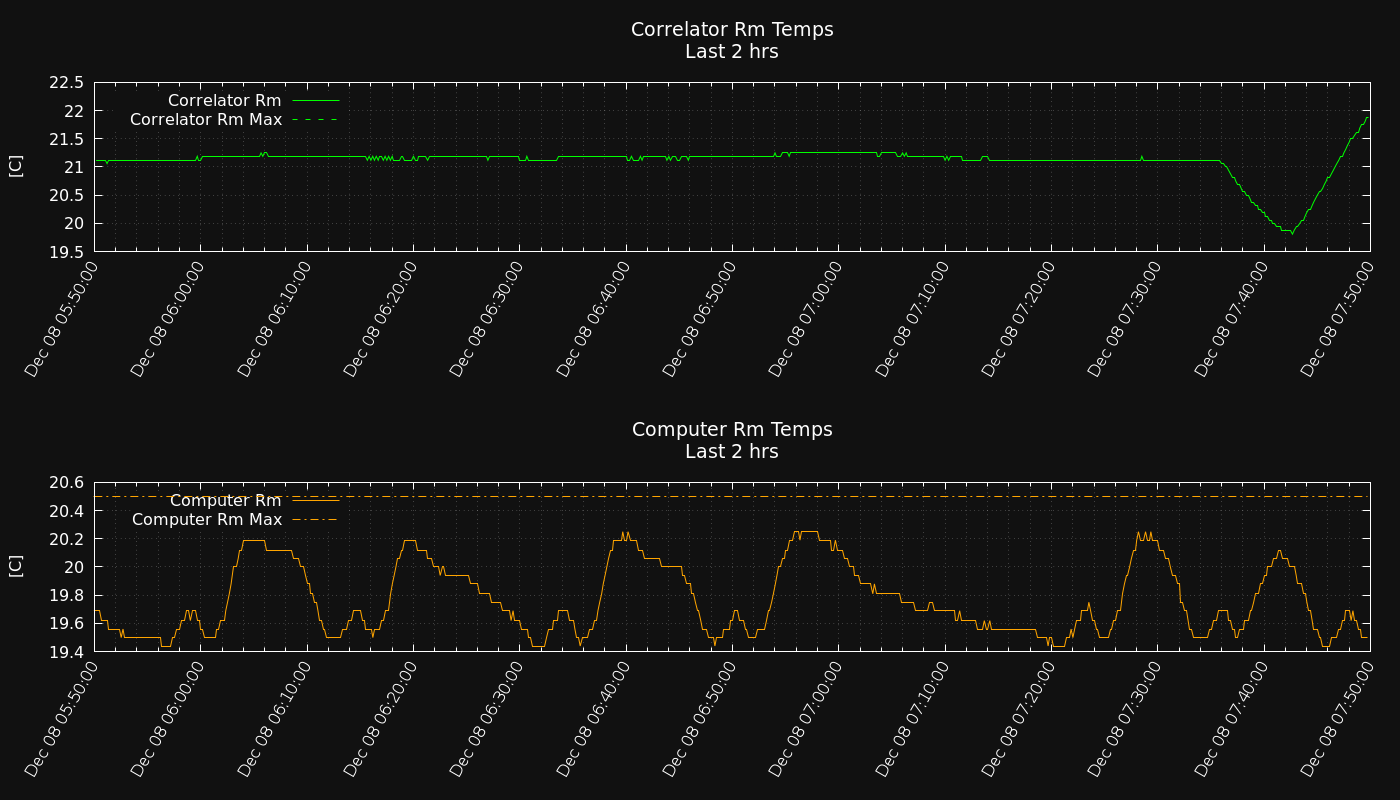 Correlator Rm Temps
Last 2 hrs
22.5
22
21.5
21
20.5
20
19.5
[C]
Correlator Rm
Correlator Rm Max
Dec 08 05:50:00
Dec 08 06:00:00
Dec 08 06:10:00
Dec 08 06:20:00
Dec 08 06:30:00
Dec 08 06:40:00
Dec 08 06:50:00
Dec 08 07:00:00
Dec 08 07:10:00
Dec 08 07:20:00
Dec 08 07:30:00
Dec 08 07:40:00
Dec 08 07:50:00
Computer Rm Temps
Last 2 hrs
20.6
20.4
20.2
20
19.8
19.6
19.4
[C]
Computer Rm
Computer Rm Max
Dec 08 05:50:00
Dec 08 06:00:00
Dec 08 06:10:00
Dec 08 06:20:00
Dec 08 06:30:00
Dec 08 06:40:00
Dec 08 06:50:00
Dec 08 07:00:00
Dec 08 07:10:00
Dec 08 07:20:00
Dec 08 07:30:00
Dec 08 07:40:00
Dec 08 07:50:00